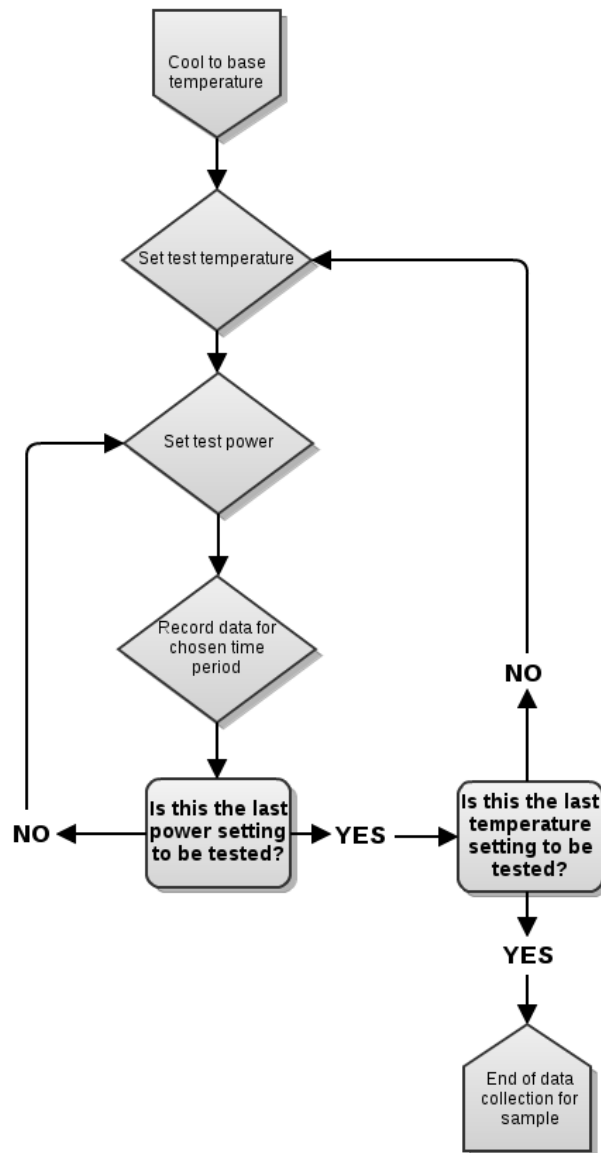 Cool to base
temperature
Set test temperature
Set test power
Record data for
chosen time
period
Is this the last
power setting
to be tested?
NO
YES
Is this the last
temperature
setting to be
tested?
NO
YES
End of data
collection for
sample